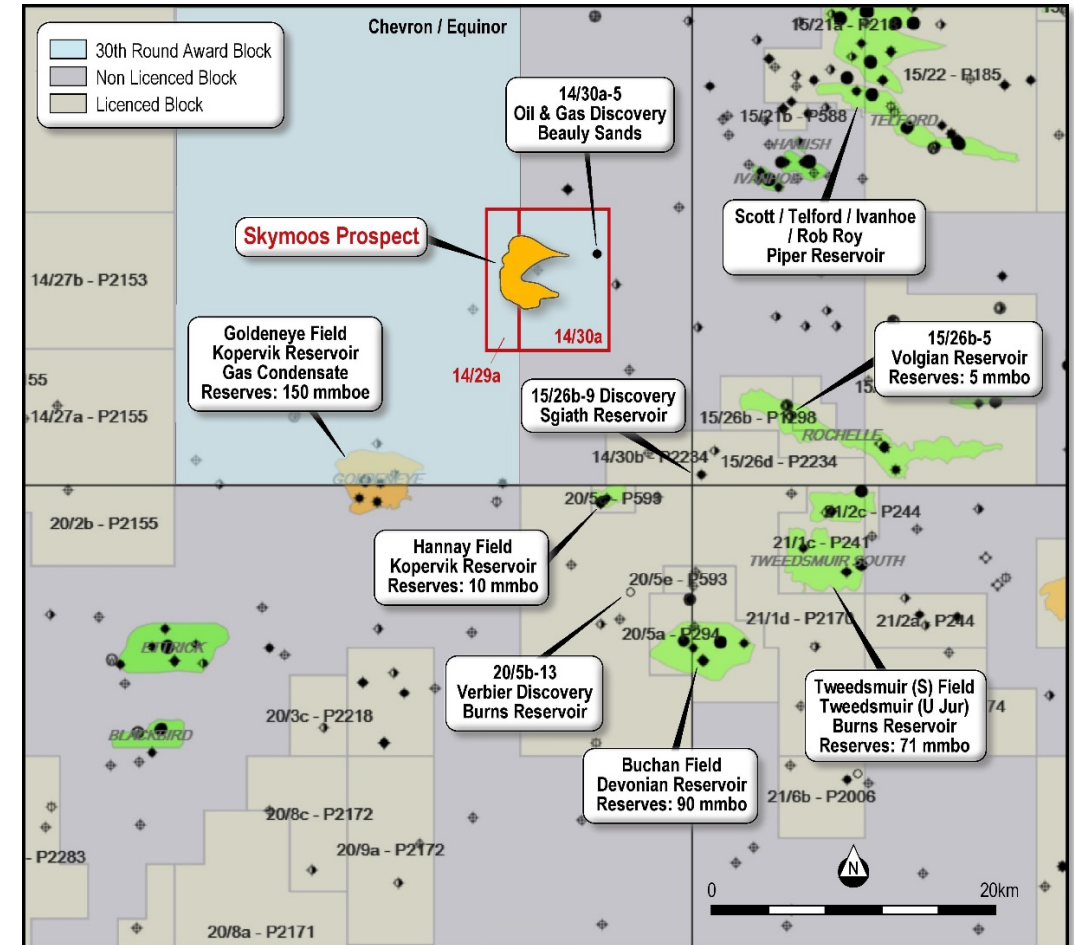 Chevron / Equinor
30th Round Award Block
Non Licenced Block
Licenced Block
14/30a-5
Oil & Gas Discovery
Beauly Sands
15/22 - P185
15/21b - P588
TELFORD
HAMISH
IVANHOE
Scott / Telford / Ivanhoe
/ Rob Roy
Piper Reservoir
Skymoos Prospect
14/27b - P2153
14/30a
14/29a
Goldeneye Field
Kopervik Reservoir
Gas Condensate
Reserves: 150 mmboe
15/26b-5
Volgian Reservoir
Reserves: 5 mmbo
14/27a - P2155
15/26b-9 Discovery
Sgiath Reservoir
15/26b - P1298
ROCHELLE
14/30b - P2234
15/26d - P2234
GOLDENEYE
20/2b - P2155
21/2c - P244
21/1c - P241
TWEEDSMUIR SOUTH
Hannay Field
Kopervik Reservoir
Reserves: 10 mmbo
20/5e - P593
21/1d - P2170
21/2a - P244
20/5a - P294
ETTRICK
20/5b-13
Verbier Discovery
Burns Reservoir
Tweedsmuir (S) Field
Tweedsmuir (U Jur)
Burns Reservoir
Reserves: 71 mmbo
20/3c - P2218
BLACKBIRD
Buchan Field
Devonian Reservoir
Reserves: 90 mmbo
21/6b - P2006
20/8c - P2172
20/9a - P2172
- P2283
N
0
20km
20/8a - P2171